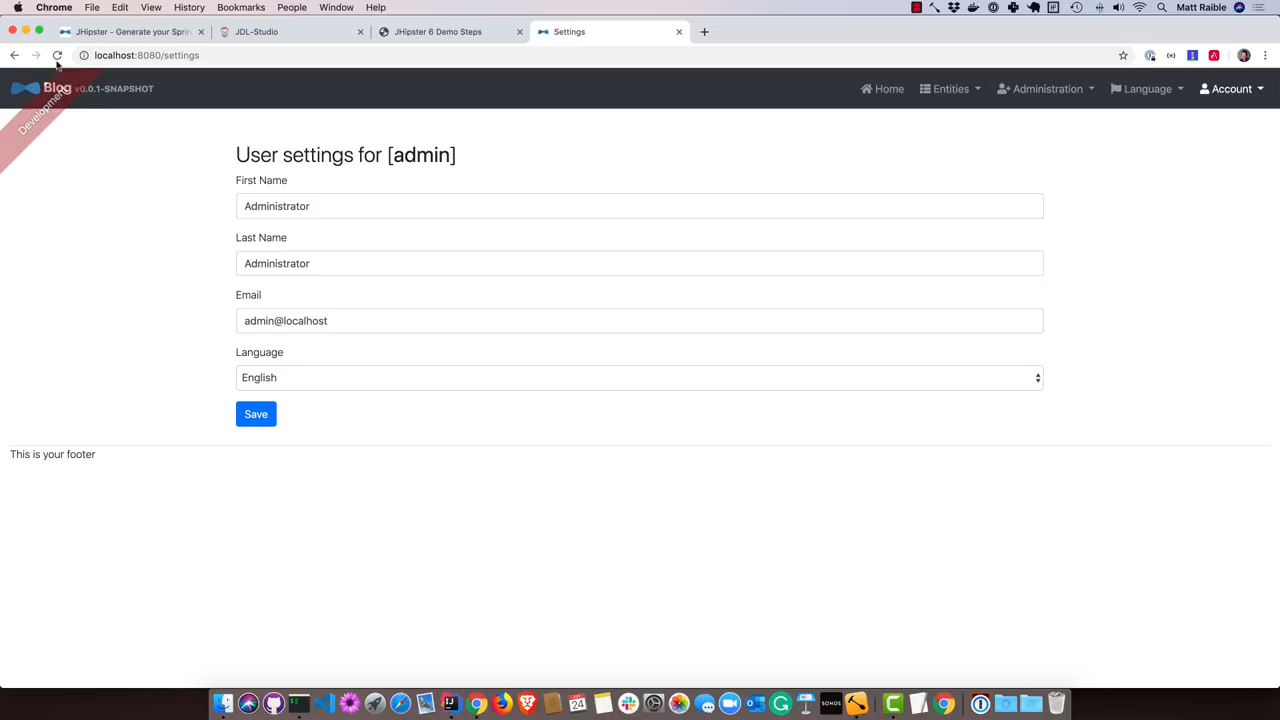 Chrome File Edit View History Bookmarks People Window Help Matt Raible
JHipster - Generate your Sprin JDL-Studio JHipster 6 Demo Steps Settings
localhost:8080/settings
Blog v0.0.1-SNAPSHOT Home Entities Administration Language Account
Development
User settings for [admin]
First Name
Administrator
Last Name
Administrator
Email
admin@localhost
Language
English
Save
This is your footer
24
SONOS